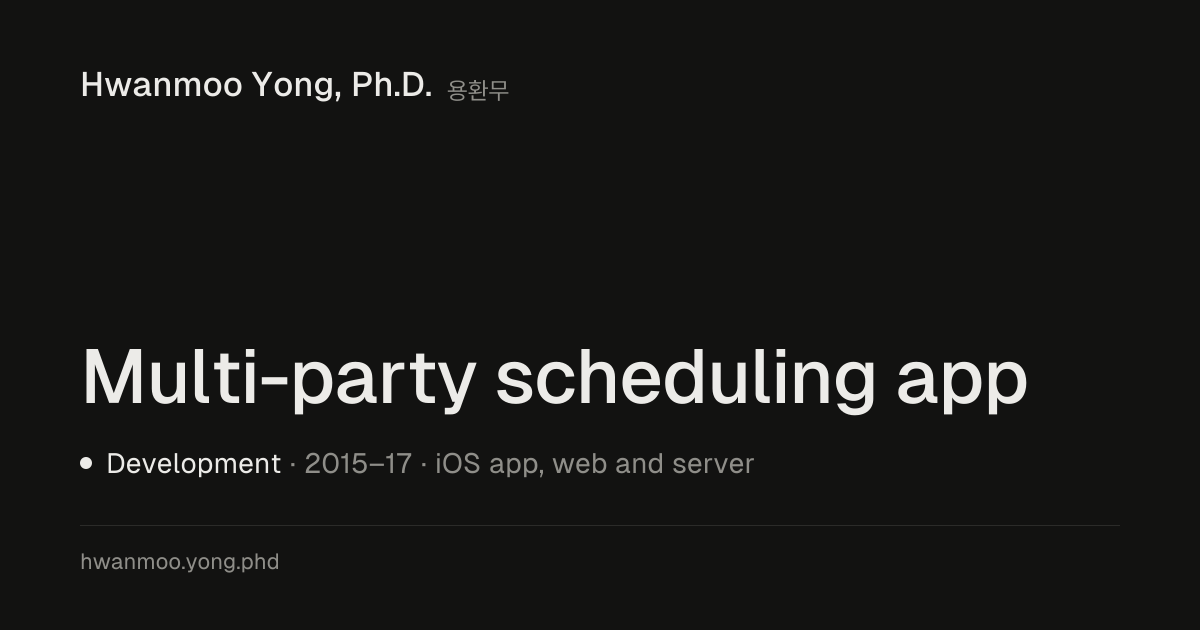 Hwanmoo Yong, Ph.D. 용환무
Multi-party scheduling app
Development · 2015–17 · iOS app, web and server
hwanmoo.yong.phd